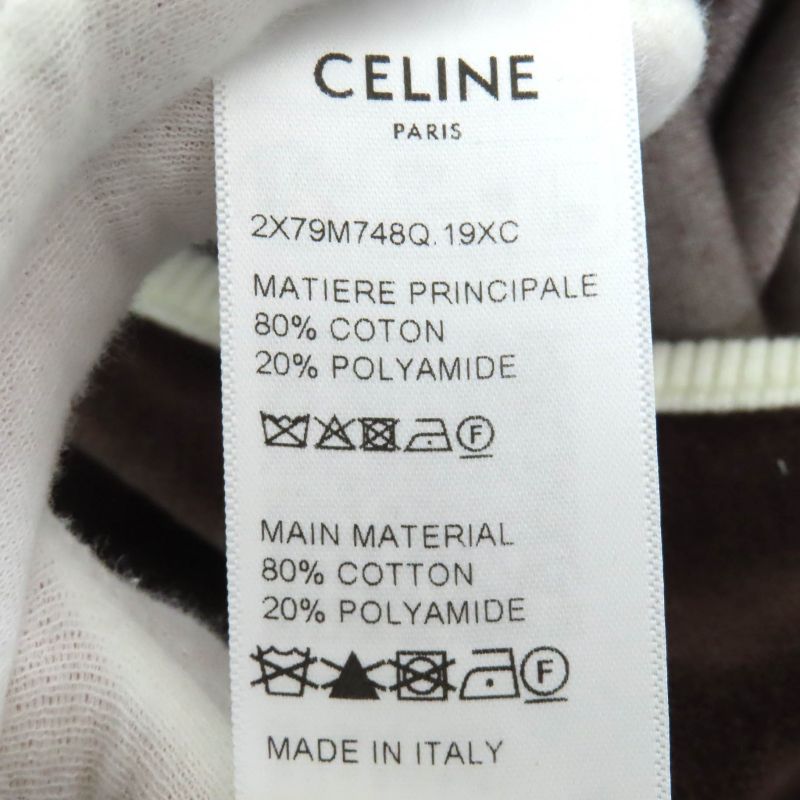 CELINE
PARIS
2X79M748Q.19XC
MATIERE PRINCIPALE
80% COTON
20% POLYAMIDE
F
MAIN MATERIAL
80% COTTON
20% POLYAMIDE
F
MADE IN ITALY